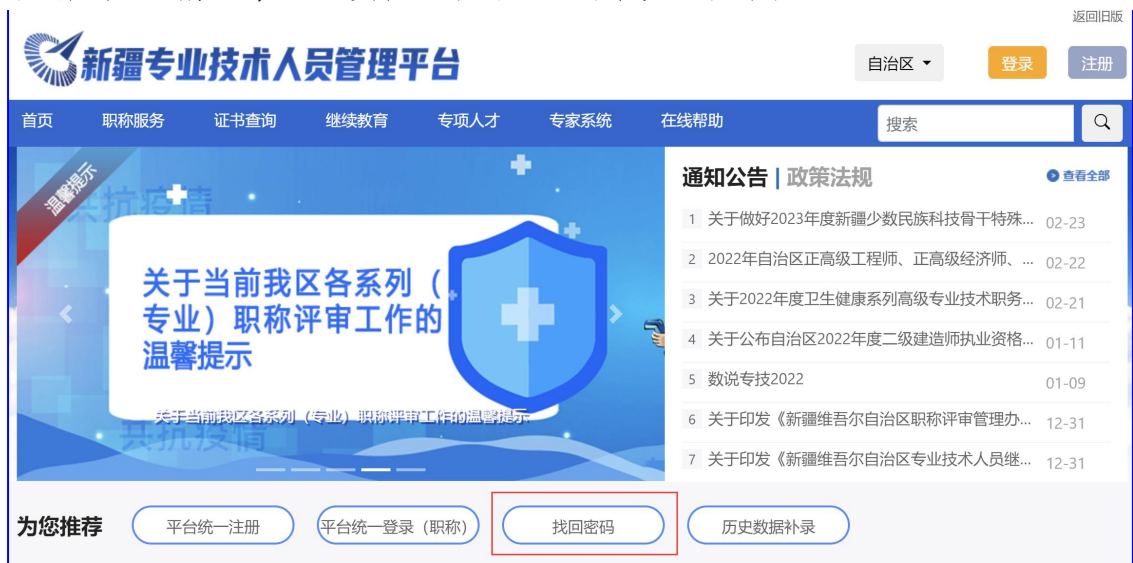 返回旧版
新疆专业技术人员管理平台
自治区
登录
注册
首页
职称服务
证书查询
继续教育
专项人才
专家系统
在线帮助
搜索
温馨提示
共抗疫情
关于当前我区各系列（
专业）职称评审工作的
温馨提示
关于当前我区各系列（专业）职称评审工作的温馨提示
共抗疫情
通知公告 | 政策法规
查看全部
1 关于做好2023年度新疆少数民族科技骨干特殊... 02-23
2 2022年自治区正高级工程师、正高级经济师、... 02-22
3 关于2022年度卫生健康系列高级专业技术职务... 02-21
4 关于公布自治区2022年度二级建造师执业资格... 01-11
5 数说专技2022 01-09
6 关于印发《新疆维吾尔自治区职称评审管理办... 12-31
7 关于印发《新疆维吾尔自治区专业技术人员继... 12-31
为您推荐
平台统一注册
平台统一登录（职称）
找回密码
历史数据补录